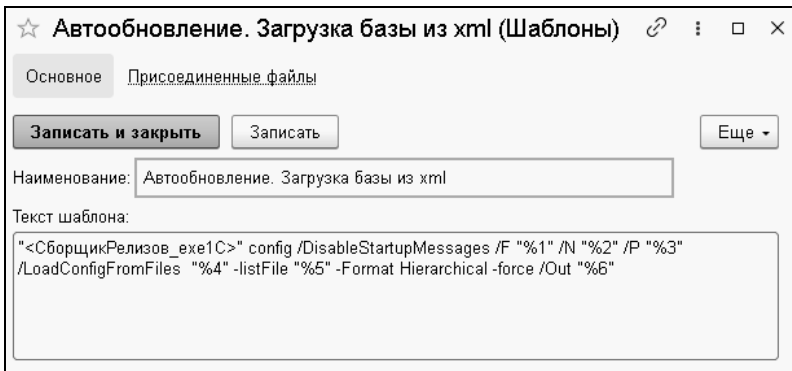 Автообновление. Загрузка базы из xml (Шаблоны)
Основное Присоединенные файлы
Записать и закрыть Записать Еще
Наименование: Автообновление. Загрузка базы из xml
Текст шаблона:
"<СборщикРелизов_exe1C>" config /DisableStartupMessages /F "%1" /N "%2" /P "%3"
/LoadConfigFromFiles  "%4" -listFile "%5" -Format Hierarchical -force /Out "%6"